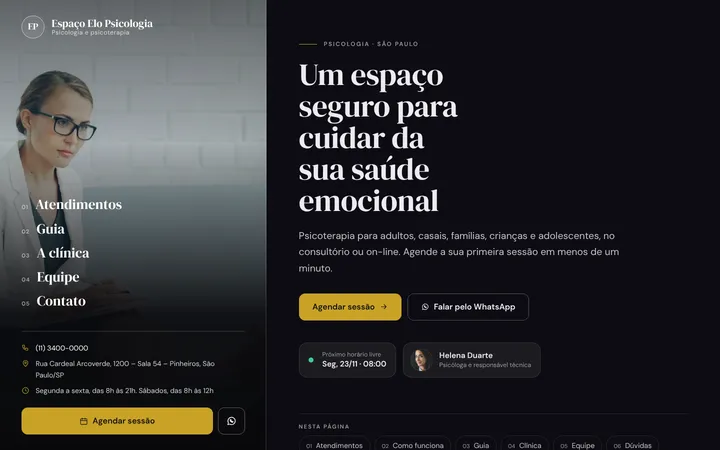 EP
Espaço Elo Psicologia
Psicologia e psicoterapia
01 Atendimentos
02 Guia
03 A clínica
04 Equipe
05 Contato
(11) 3400-0000
Rua Cardeal Arcoverde, 1200 – Sala 54 – Pinheiros, São
Paulo/SP
Segunda a sexta, das 8h às 21h. Sábados, das 8h às 12h
Agendar sessão
PSICOLOGIA · SÃO PAULO
Um espaço
seguro para
cuidar da
sua saúde
emocional
Psicoterapia para adultos, casais, famílias, crianças e adolescentes, no
consultório ou on-line. Agende a sua primeira sessão em menos de um
minuto.
Agendar sessão →
Falar pelo WhatsApp
Próximo horário livre
Seg, 23/11 · 08:00
Helena Duarte
Psicóloga e responsável técnica
NESTA PÁGINA
01 Atendimentos
02 Como funciona
03 Guia
04 Clínica
05 Equipe
06 Dúvidas